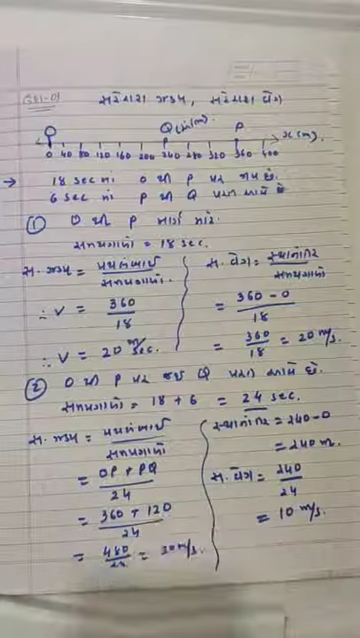 સરેરાશ ઝડપ, સરેરાશ વેગ
Q x(m). P x(m).
0 40 80 120 160 200 240 280 320 360 400
→ 18 sec માં O થી P પર જાય છે.
6 sec માં P થી Q પરત આવે છે
① O થી P માર્ગ માટે.
સમયગાળો = 18 sec.
સ. ઝડપ = પથલંબાઈ / સમયગાળો
∴ V = 360 / 18
∴ V = 20 m/sec.
સ. વેગ = સ્થાનાંતર / સમયગાળો
= 360 - 0 / 18
= 360 / 18 = 20 m/s.
② O થી P પર જઈ Q પરત આવે છે.
સમયગાળો = 18 + 6 = 24 sec.
સ. ઝડપ = પથલંબાઈ / સમયગાળો
= OP + PQ / 24
= 360 + 120 / 24
= 480 / 24 = 20 m/s.
સ્થાનાંતર = 240 - 0
= 240 m.
સ. વેગ = 240 / 24
= 10 m/s.